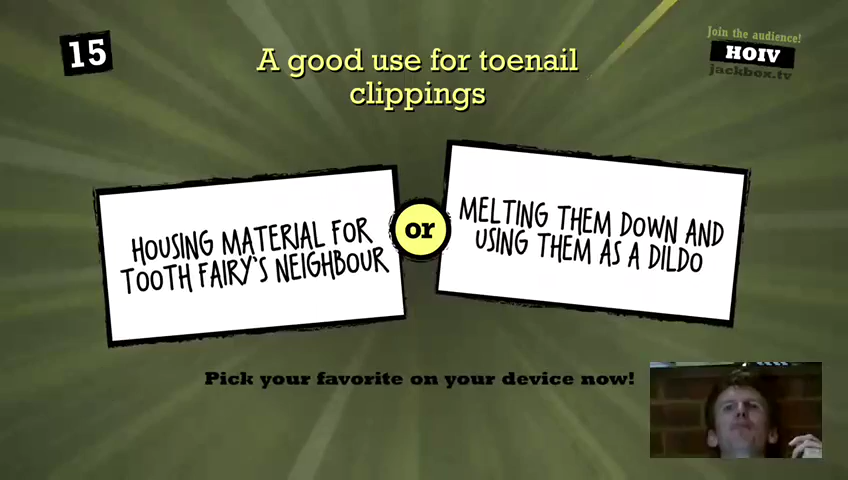 15
A good use for toenail
clippings
Join the audience!
HOIV
jackbox.tv
HOUSING MATERIAL FOR
TOOTH FAIRY'S NEIGHBOUR
or
MELTING THEM DOWN AND
USING THEM AS A DILDO
Pick your favorite on your device now!